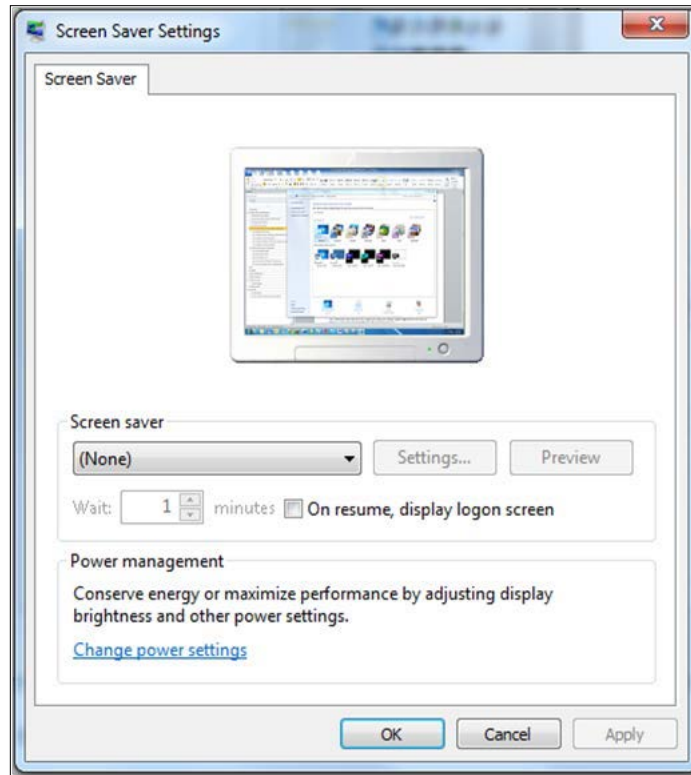 Screen Saver Settings
Screen Saver
Screen saver
(None)
Settings...
Preview
Wait:
1
minutes
On resume, display logon screen
Power management
Conserve energy or maximize performance by adjusting display
brightness and other power settings.
Change power settings
OK
Cancel
Apply